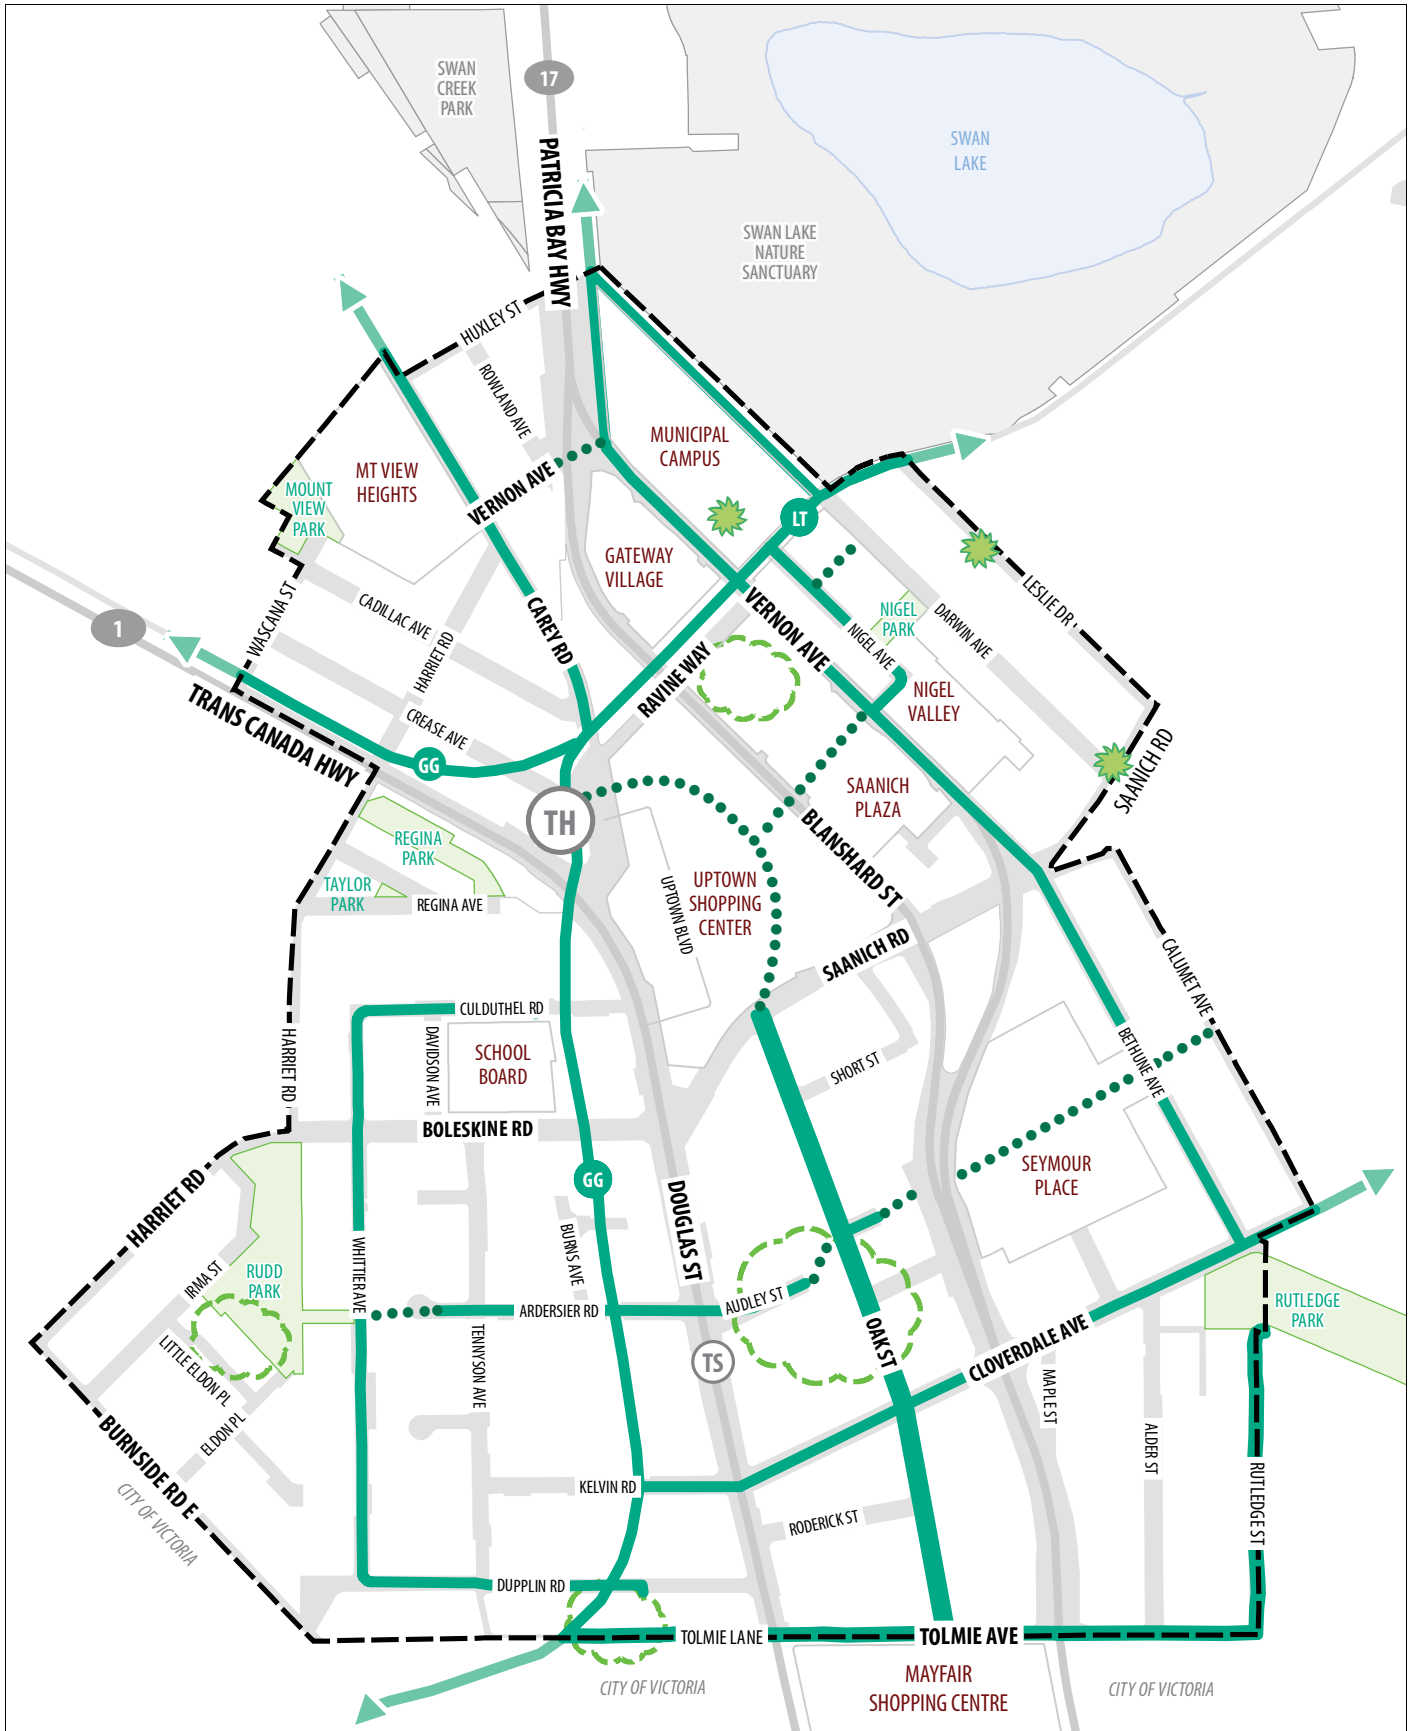 SWAN
CREEK
PARK
17
PATRICIA BAY HWY
SWAN
LAKE
SWAN LAKE
NATURE
SANCTUARY
HUXLEY ST
ROWLAND AVE
MUNICIPAL
CAMPUS
MT VIEW
HEIGHTS
VERNON AVE
MOUNT
VIEW
PARK
LT
GATEWAY
VILLAGE
1
WASCANA ST
CADILLAC AVE
HARRIET RD
CAREY RD
VERNON AVE
NIGEL
PARK
NIGEL AVE
DARWIN AVE
LESLIE DR
RAVINE WAY
NIGEL
VALLEY
TRANS CANADA HWY
CREASE AVE
GG
SAANICH
PLAZA
SAANICH RD
TH
BLANSHARD ST
REGINA
PARK
TAYLOR
PARK
REGINA AVE
UPTOWN BLVD
UPTOWN
SHOPPING
CENTER
SAANICH RD
CALUMET AVE
CULDUTHEL RD
HARRIET RD
DAVIDSON AVE
SCHOOL
BOARD
SHORT ST
BETHUNE AVE
BOLESKINE RD
HARRIET RD
GG
DOUGLAS ST
SEYMOUR
PLACE
WHITTIER AVE
BURNS AVE
IRMA ST
RUDD
PARK
ARDERSIER RD
AUDLEY ST
RUTLEDGE
PARK
LITTLE ELDON PL
TENNYSON AVE
TS
OAK ST
CLOVERDALE AVE
MAPLE ST
ELDON PL
ALDER ST
BURNSIDE RD E
CITY OF VICTORIA
KELVIN RD
RODERICK ST
RUTLEDGE ST
DUPPLIN RD
TOLMIE LANE
TOLMIE AVE
CITY OF VICTORIA
MAYFAIR
SHOPPING CENTRE
CITY OF VICTORIA